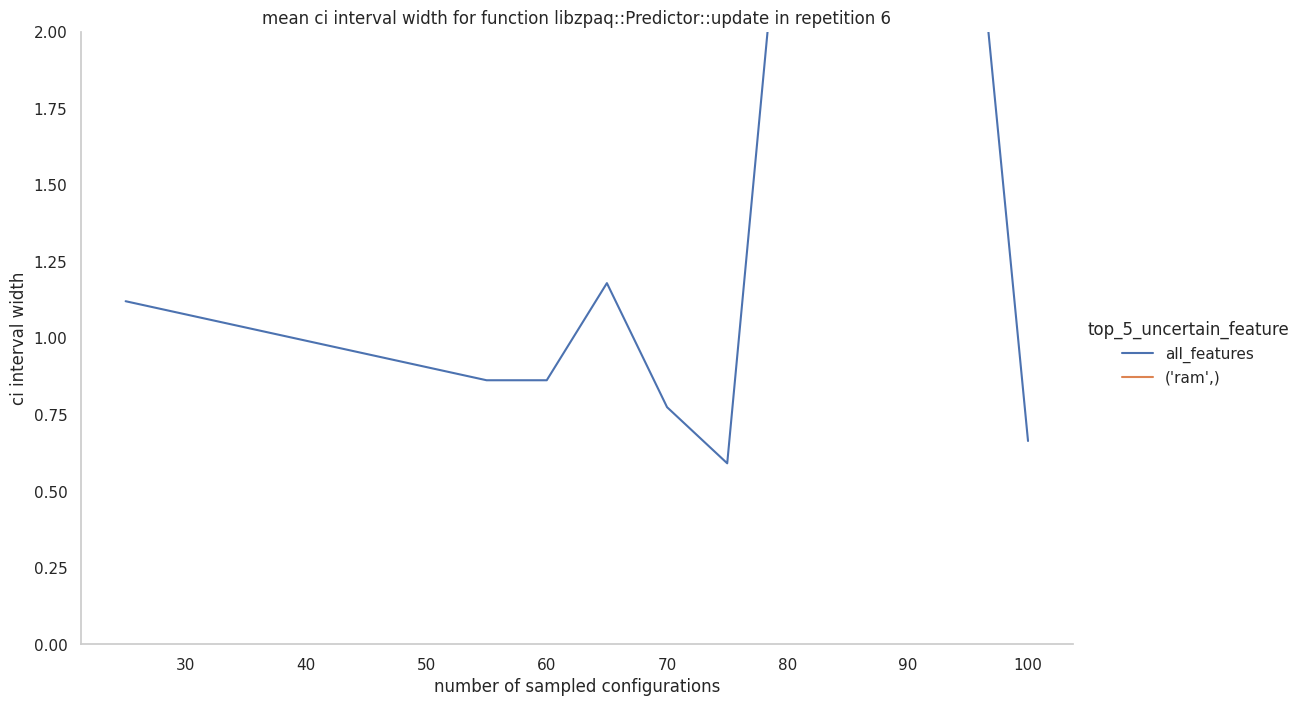 mean ci interval width for function libzpaq::Predictor::update in repetition 6
2.00
1.75
1.50
1.25
1.00
0.75
0.50
0.25
0.00
ci interval width
30 40 50 60 70 80 90 100
number of sampled configurations
top_5_uncertain_feature
all_features
('ram',)